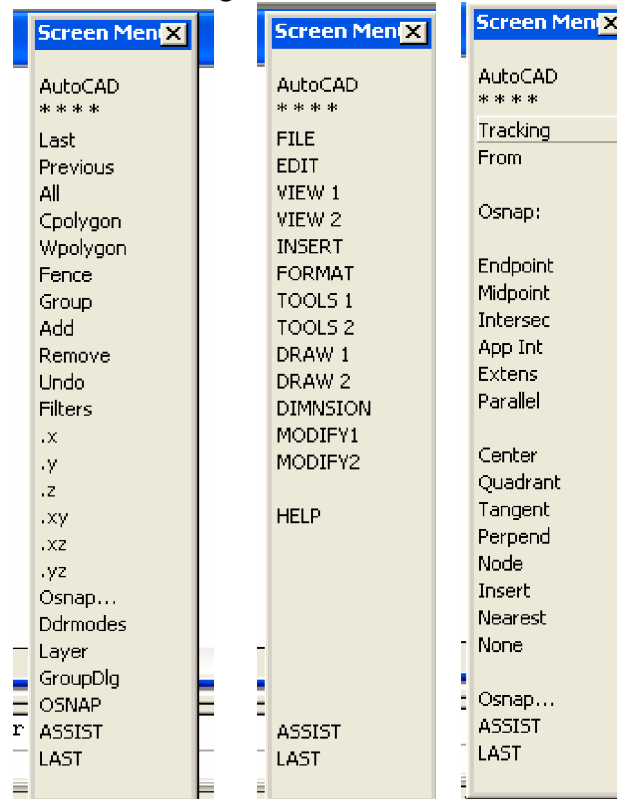 Screen Men
AutoCAD
* * * *
Last
Previous
All
Cpolygon
Wpolygon
Fence
Group
Add
Remove
Undo
Filters
.x
.y
.z
.xy
.xz
.yz
Osnap...
Ddrmodes
Layer
GroupDlg
OSNAP
r ASSIST
LAST
Screen Men
AutoCAD
* * * *
FILE
EDIT
VIEW 1
VIEW 2
INSERT
FORMAT
TOOLS 1
TOOLS 2
DRAW 1
DRAW 2
DIMNSION
MODIFY1
MODIFY2
HELP
ASSIST
LAST
Screen Men
AutoCAD
* * * *
Tracking
From
Osnap:
Endpoint
Midpoint
Intersec
App Int
Extens
Parallel
Center
Quadrant
Tangent
Perpend
Node
Insert
Nearest
None
Osnap...
ASSIST
LAST